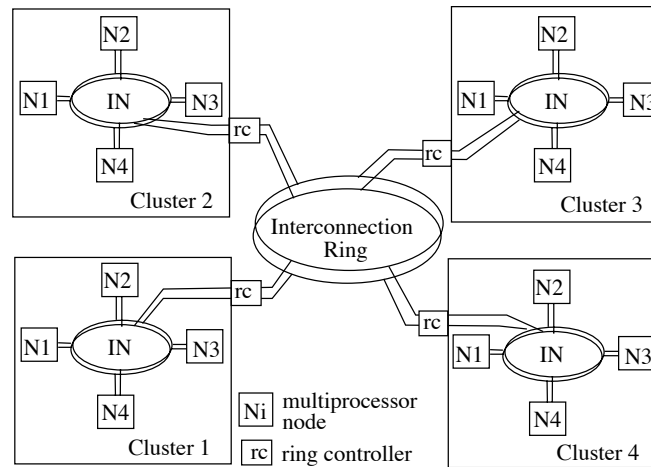 N2
N1
IN
N3
rc
N4
Cluster 2
N2
N1
IN
N3
rc
N4
Cluster 3
Interconnection
Ring
N2
rc
N1
IN
N3
N4
Cluster 1
N2
rc
N1
IN
N3
N4
Cluster 4
Ni multiprocessor
node
rc ring controller